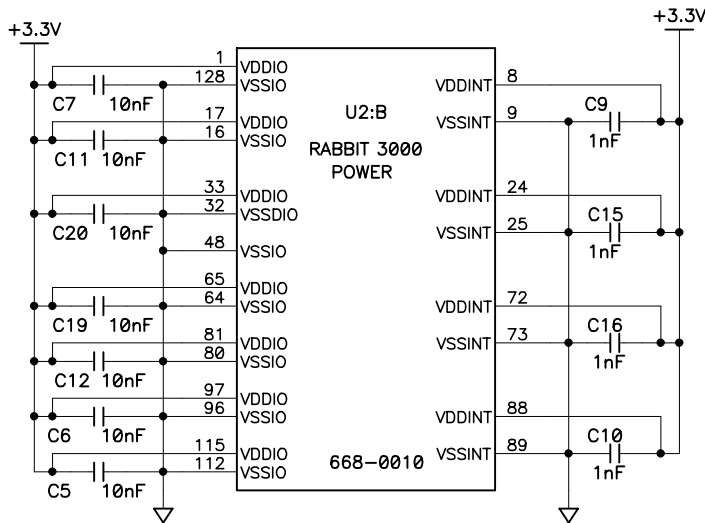 +3.3V
+3.3V
1 VDDIO
128 VSSIO
C7 10nF
17 VDDIO
16 VSSIO
C11 10nF
33 VDDIO
32 VSSDIO
C20 10nF
48 VSSIO
65 VDDIO
64 VSSIO
C19 10nF
81 VDDIO
80 VSSIO
C12 10nF
97 VDDIO
96 VSSIO
C6 10nF
115 VDDIO
112 VSSIO
C5 10nF
U2:B
RABBIT 3000
POWER
668-0010
VDDINT 8
VSSINT 9
C9
1nF
VDDINT 24
VSSINT 25
C15
1nF
VDDINT 72
VSSINT 73
C16
1nF
VDDINT 88
VSSINT 89
C10
1nF